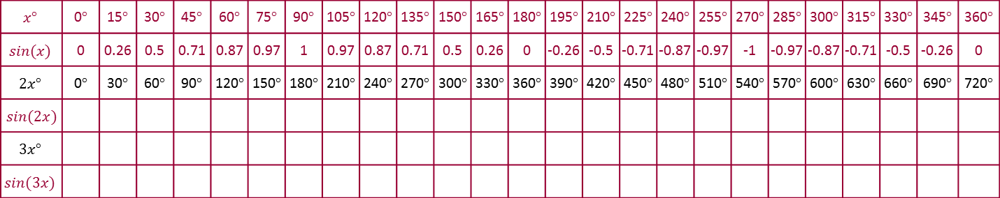 x° 0° 15° 30° 45° 60° 75° 90° 105° 120° 135° 150° 165° 180° 195° 210° 225° 240° 255° 270° 285° 300° 315° 330° 345° 360°
sin(x) 0 0.26 0.5 0.71 0.87 0.97 1 0.97 0.87 0.71 0.5 0.26 0 -0.26 -0.5 -0.71 -0.87 -0.97 -1 -0.97 -0.87 -0.71 -0.5 -0.26 0
2x° 0° 30° 60° 90° 120° 150° 180° 210° 240° 270° 300° 330° 360° 390° 420° 450° 480° 510° 540° 570° 600° 630° 660° 690° 720°
sin(2x)
3x°
sin(3x)